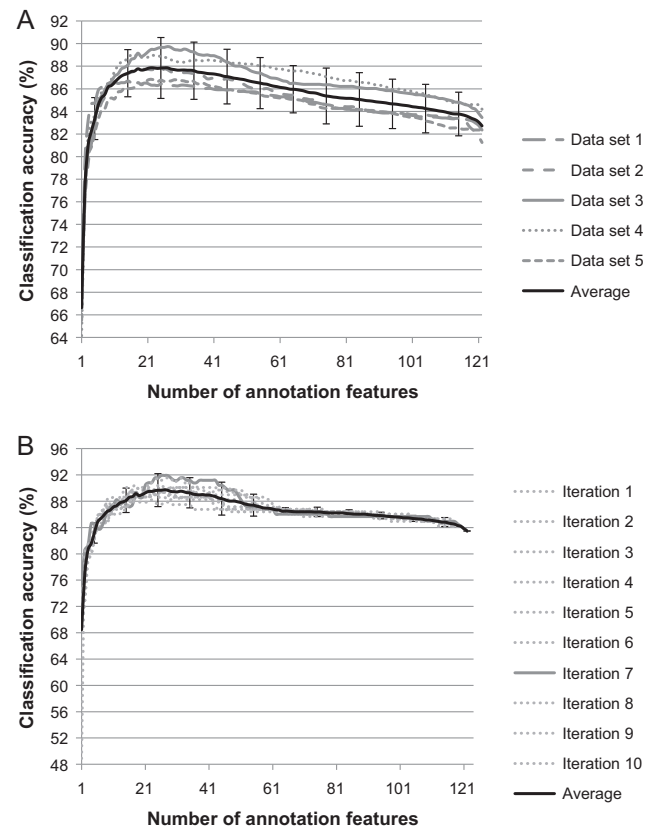 A
Classification accuracy (%)
92
90
88
86
84
82
80
78
76
74
72
70
68
66
64
1 21 41 61 81 101 121
Number of annotation features
Data set 1
Data set 2
Data set 3
Data set 4
Data set 5
Average
B
Classification accuracy (%)
96
92
88
84
80
76
72
68
64
60
56
52
48
1 21 41 61 81 101 121
Number of annotation features
Iteration 1
Iteration 2
Iteration 3
Iteration 4
Iteration 5
Iteration 6
Iteration 7
Iteration 8
Iteration 9
Iteration 10
Average